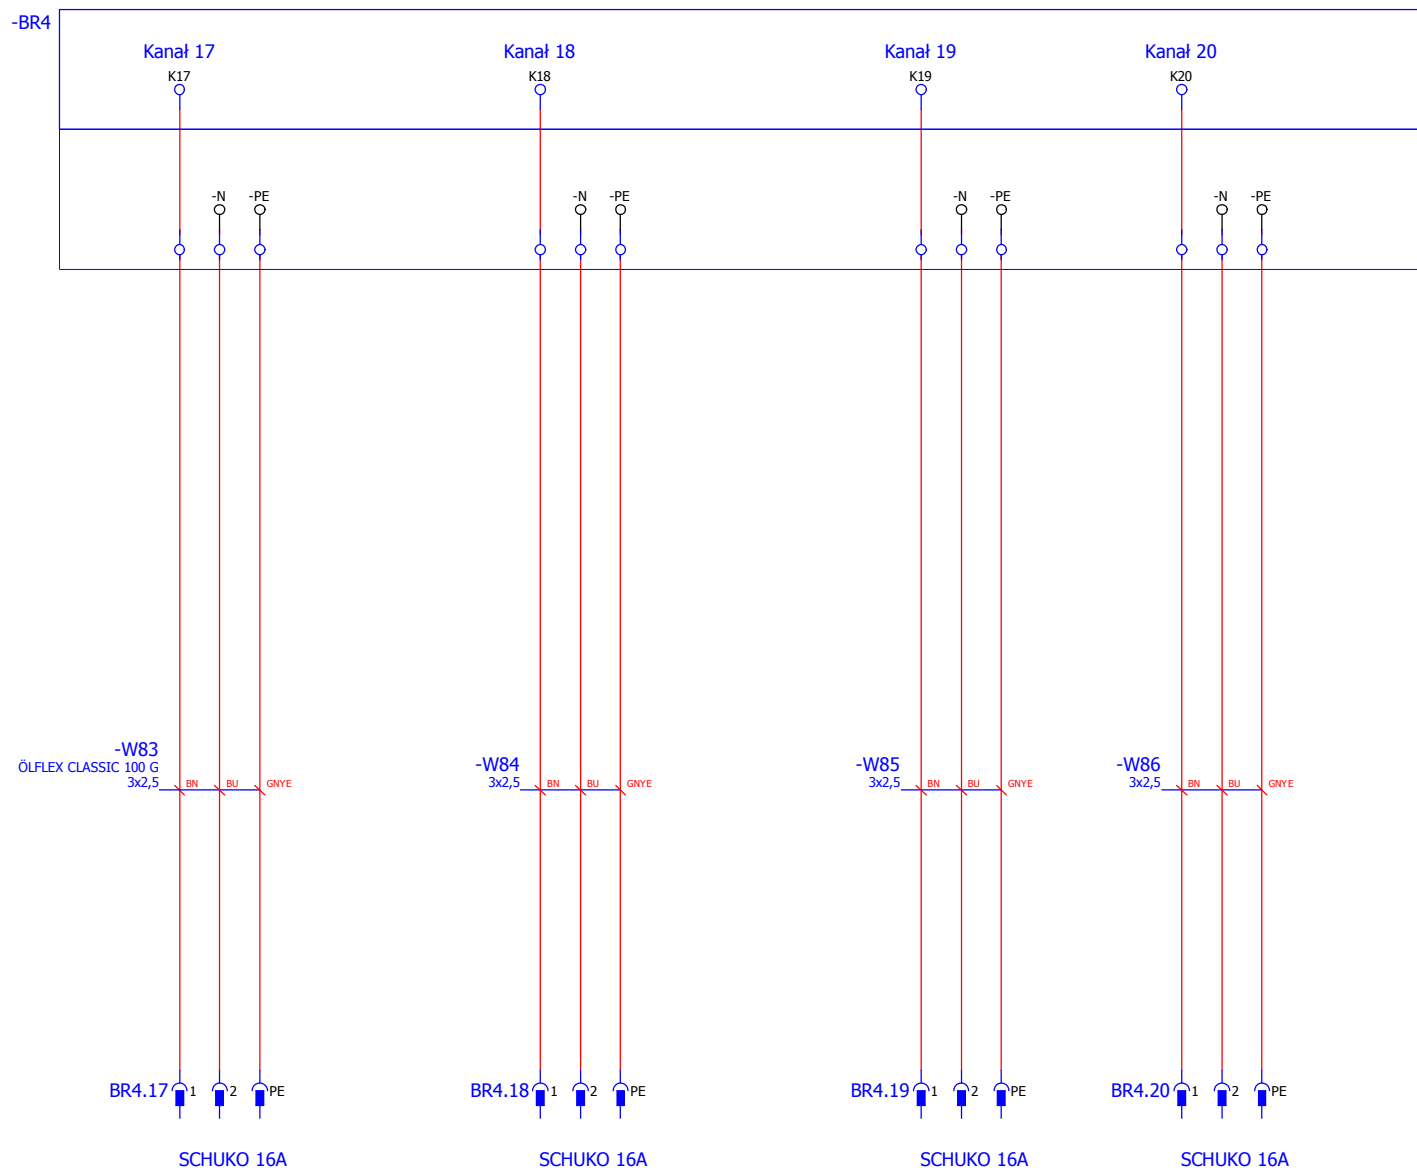 -BR4
Kanał 17 Kanał 18 Kanał 19 Kanał 20
K17 K18 K19 K20
-N -PE -N -PE -N -PE -N -PE
-W83
ÖLFLEX CLASSIC 100 G
3x2,5 BN BU GNYE
-W84
3x2,5 BN BU GNYE
-W85
3x2,5 BN BU GNYE
-W86
3x2,5 BN BU GNYE
BR4.17 1 2 PE BR4.18 1 2 PE BR4.19 1 2 PE BR4.20 1 2 PE
SCHUKO 16A SCHUKO 16A SCHUKO 16A SCHUKO 16A